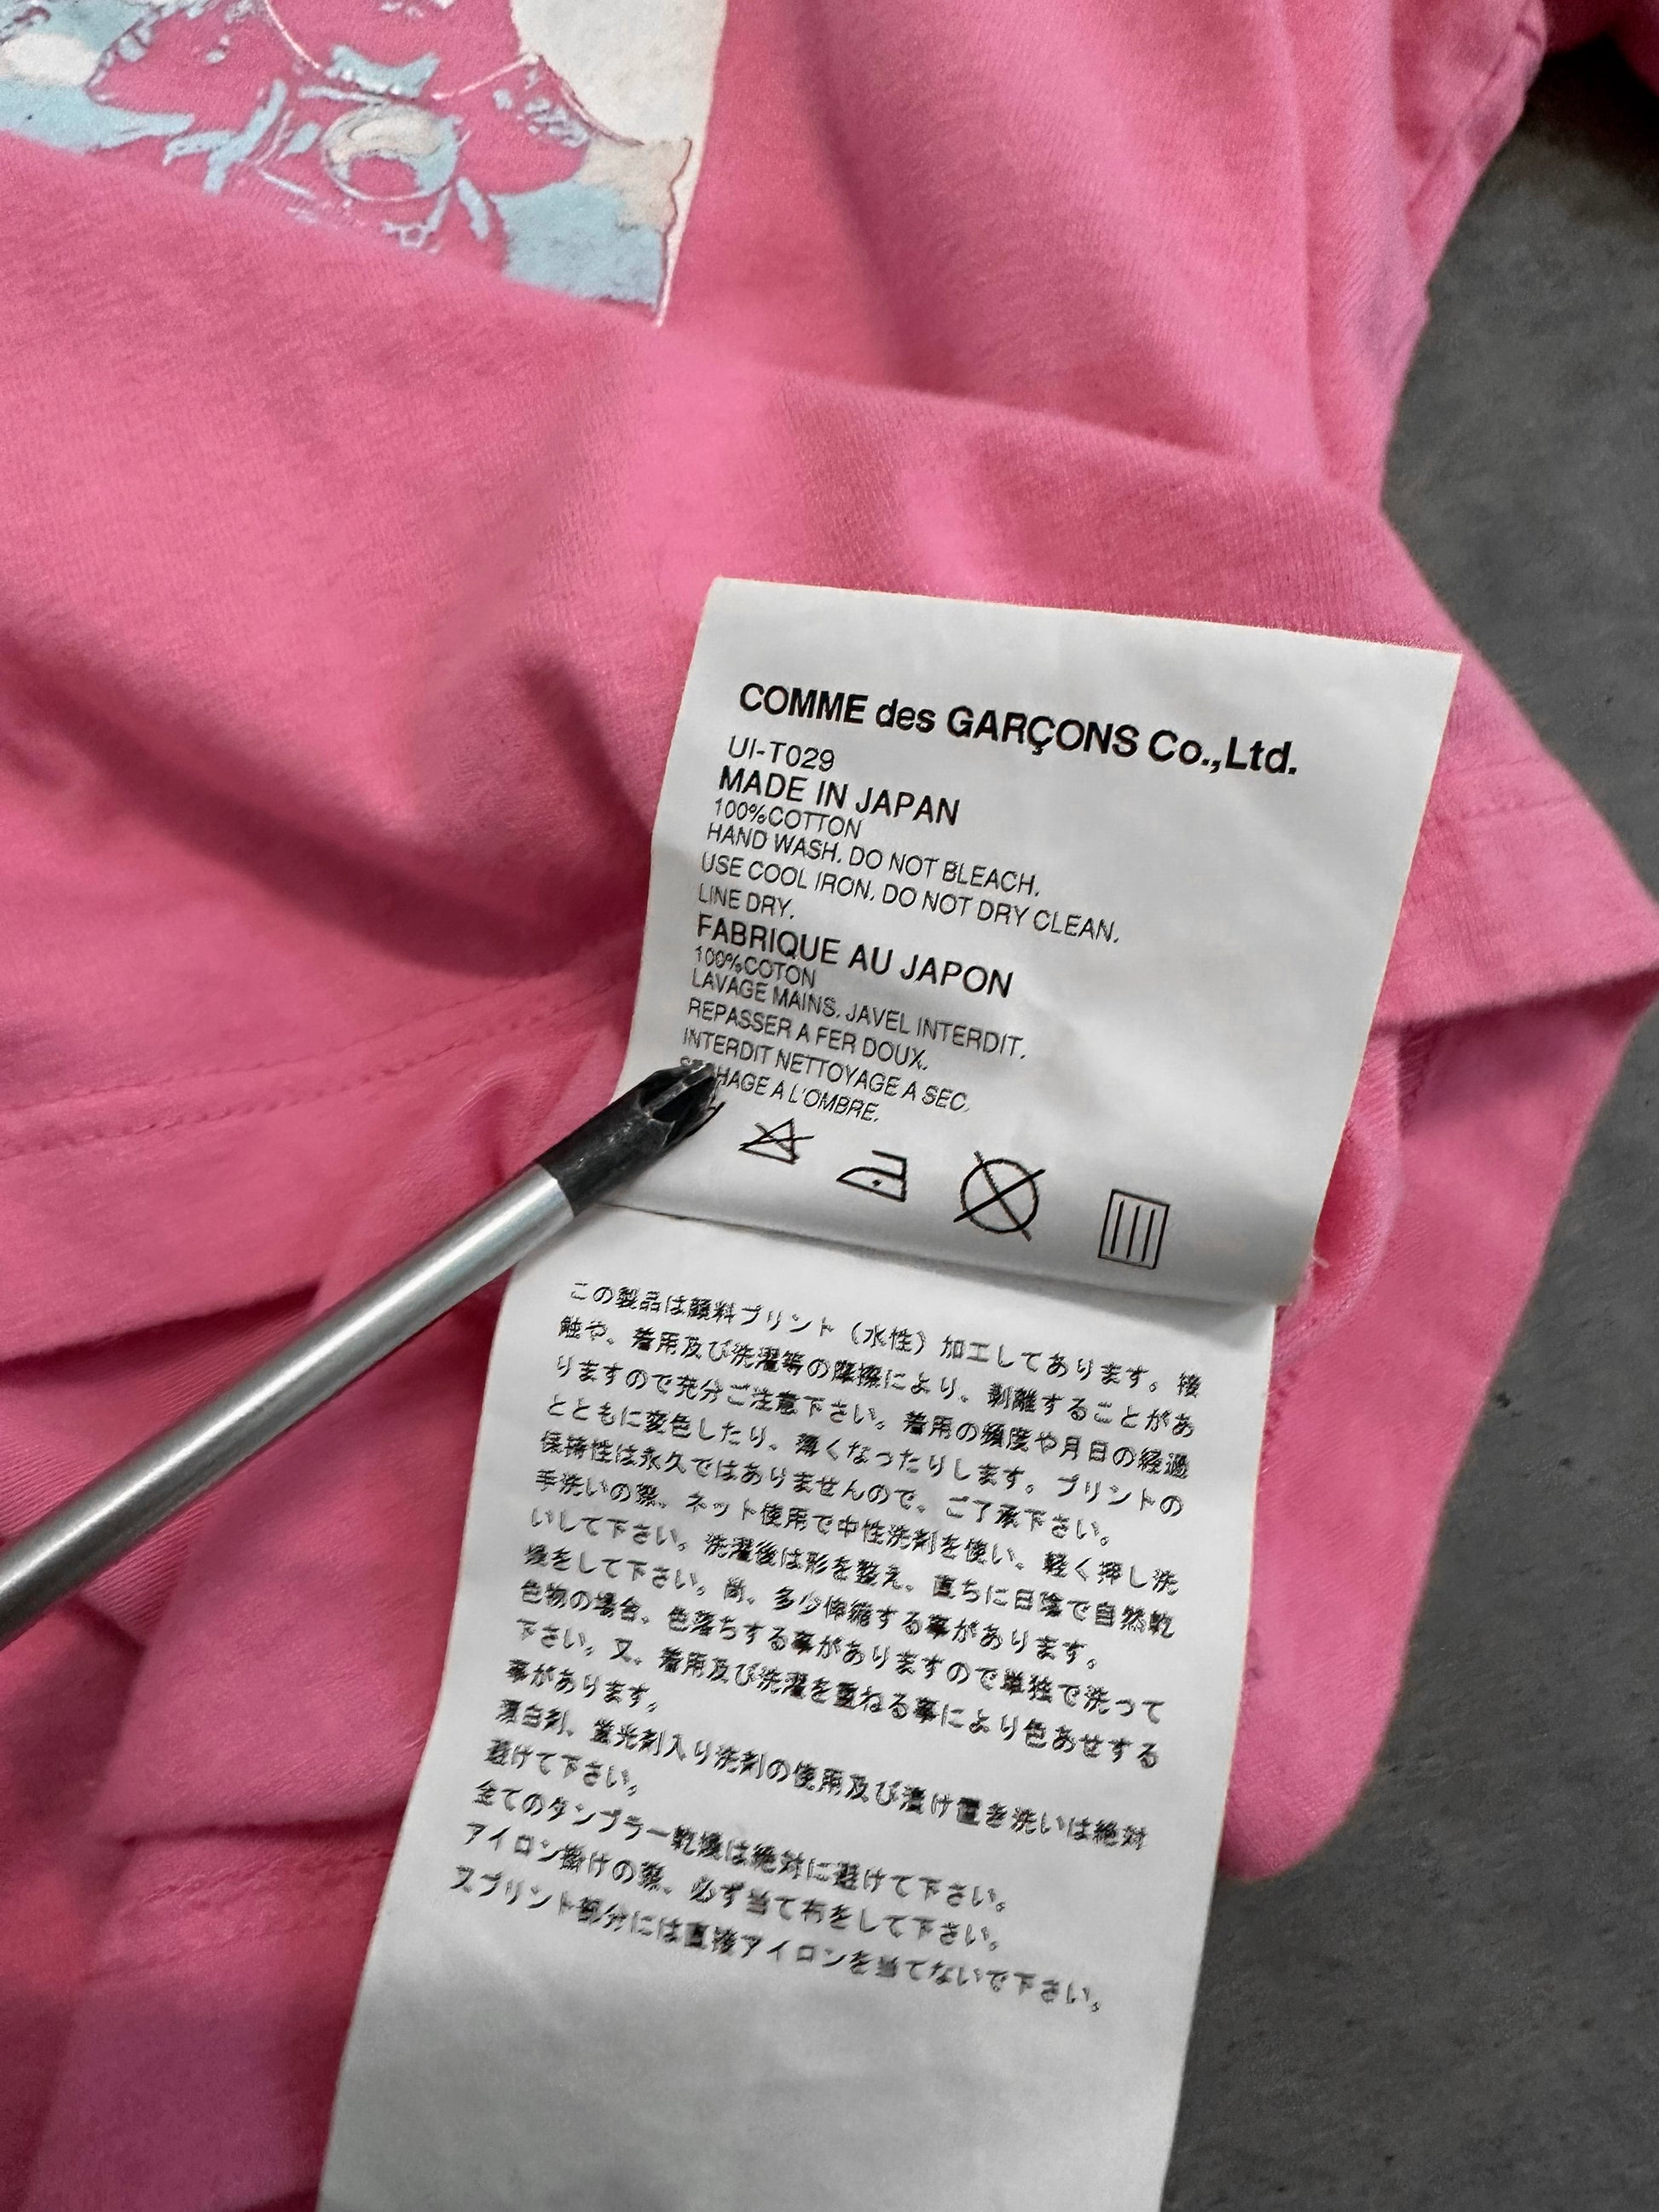 COMME des GARÇONS Co.,Ltd.
UI-T029
MADE IN JAPAN
100%COTTON
HAND WASH. DO NOT BLEACH.
USE COOL IRON. DO NOT DRY CLEAN.
LINE DRY.
FABRIQUE AU JAPON
100%COTON
LAVAGE MAINS. JAVEL INTERDIT.
REPASSER A FER DOUX.
INTERDIT NETTOYAGE A SEC.
A L'OMBRE.
この製品は顔料プリント（水性）加工してあります。接
触や、着用及び洗濯等の摩擦により、剥離することがあ
りますので充分ご注意下さい。着用の頻度や月日の経過
とともに変色したり、薄くなったりします。プリントの
保持性は永久ではありませんので、ご了承下さい。
手洗いの際、ネット使用で中性洗剤を使い、軽く押し洗
いして下さい。洗濯後は形を整え、直ちに日陰で自然乾
燥をして下さい。尚、多少伸縮する事があります。
色物の場合、色落ちする事がありますので単独で洗って
下さい。又、着用及び洗濯を重ねる事により色あせする
事があります。
漂白剤、蛍光剤入り洗剤の使用及び漬け置き洗いは絶対
避けて下さい。
全てのタンブラー乾燥は絶対に避けて下さい。
アイロン掛けの際、必ず当て布をして下さい。
プリント部分には直接アイロンを当てないで下さい。